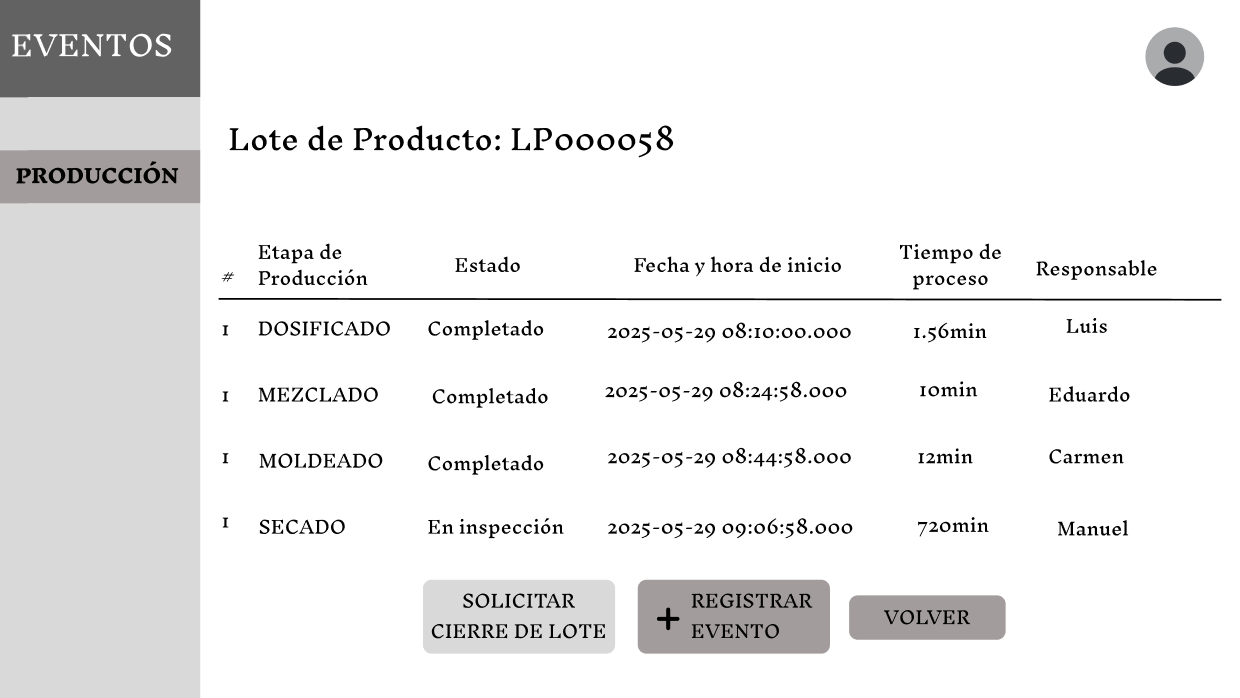 EVENTOS
PRODUCCIÓN
Lote de Producto: LP000058
# Etapa de Producción Estado Fecha y hora de inicio Tiempo de proceso Responsable
1 DOSIFICADO Completado 2025-05-29 08:10:00.000 1.56min Luis
1 MEZCLADO Completado 2025-05-29 08:24:58.000 10min Eduardo
1 MOLDEADO Completado 2025-05-29 08:44:58.000 12min Carmen
1 SECADO En inspección 2025-05-29 09:06:58.000 720min Manuel
SOLICITAR
CIERRE DE LOTE
+ REGISTRAR
EVENTO
VOLVER